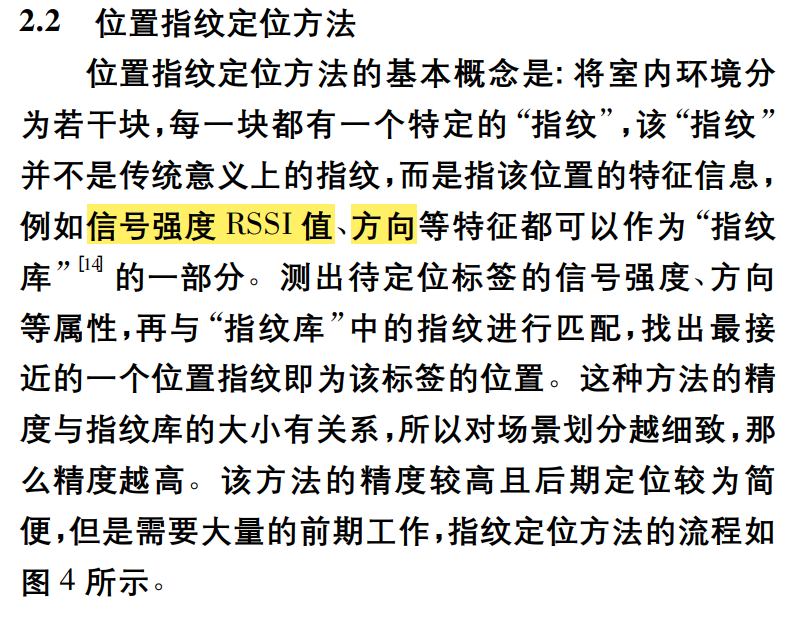 2.2 位置指纹定位方法
位置指纹定位方法的基本概念是: 将室内环境分
为若干块,每一块都有一个特定的“指纹”,该“指纹”
并不是传统意义上的指纹,而是指该位置的特征信息,
例如信号强度 RSSI 值、方向等特征都可以作为“指纹
库”[14] 的一部分。测出待定位标签的信号强度、方向
等属性,再与“指纹库”中的指纹进行匹配,找出最接
近的一个位置指纹即为该标签的位置。这种方法的精
度与指纹库的大小有关系,所以对场景划分越细致,那
么精度越高。该方法的精度较高且后期定位较为简
便,但是需要大量的前期工作,指纹定位方法的流程如
图 4 所示。